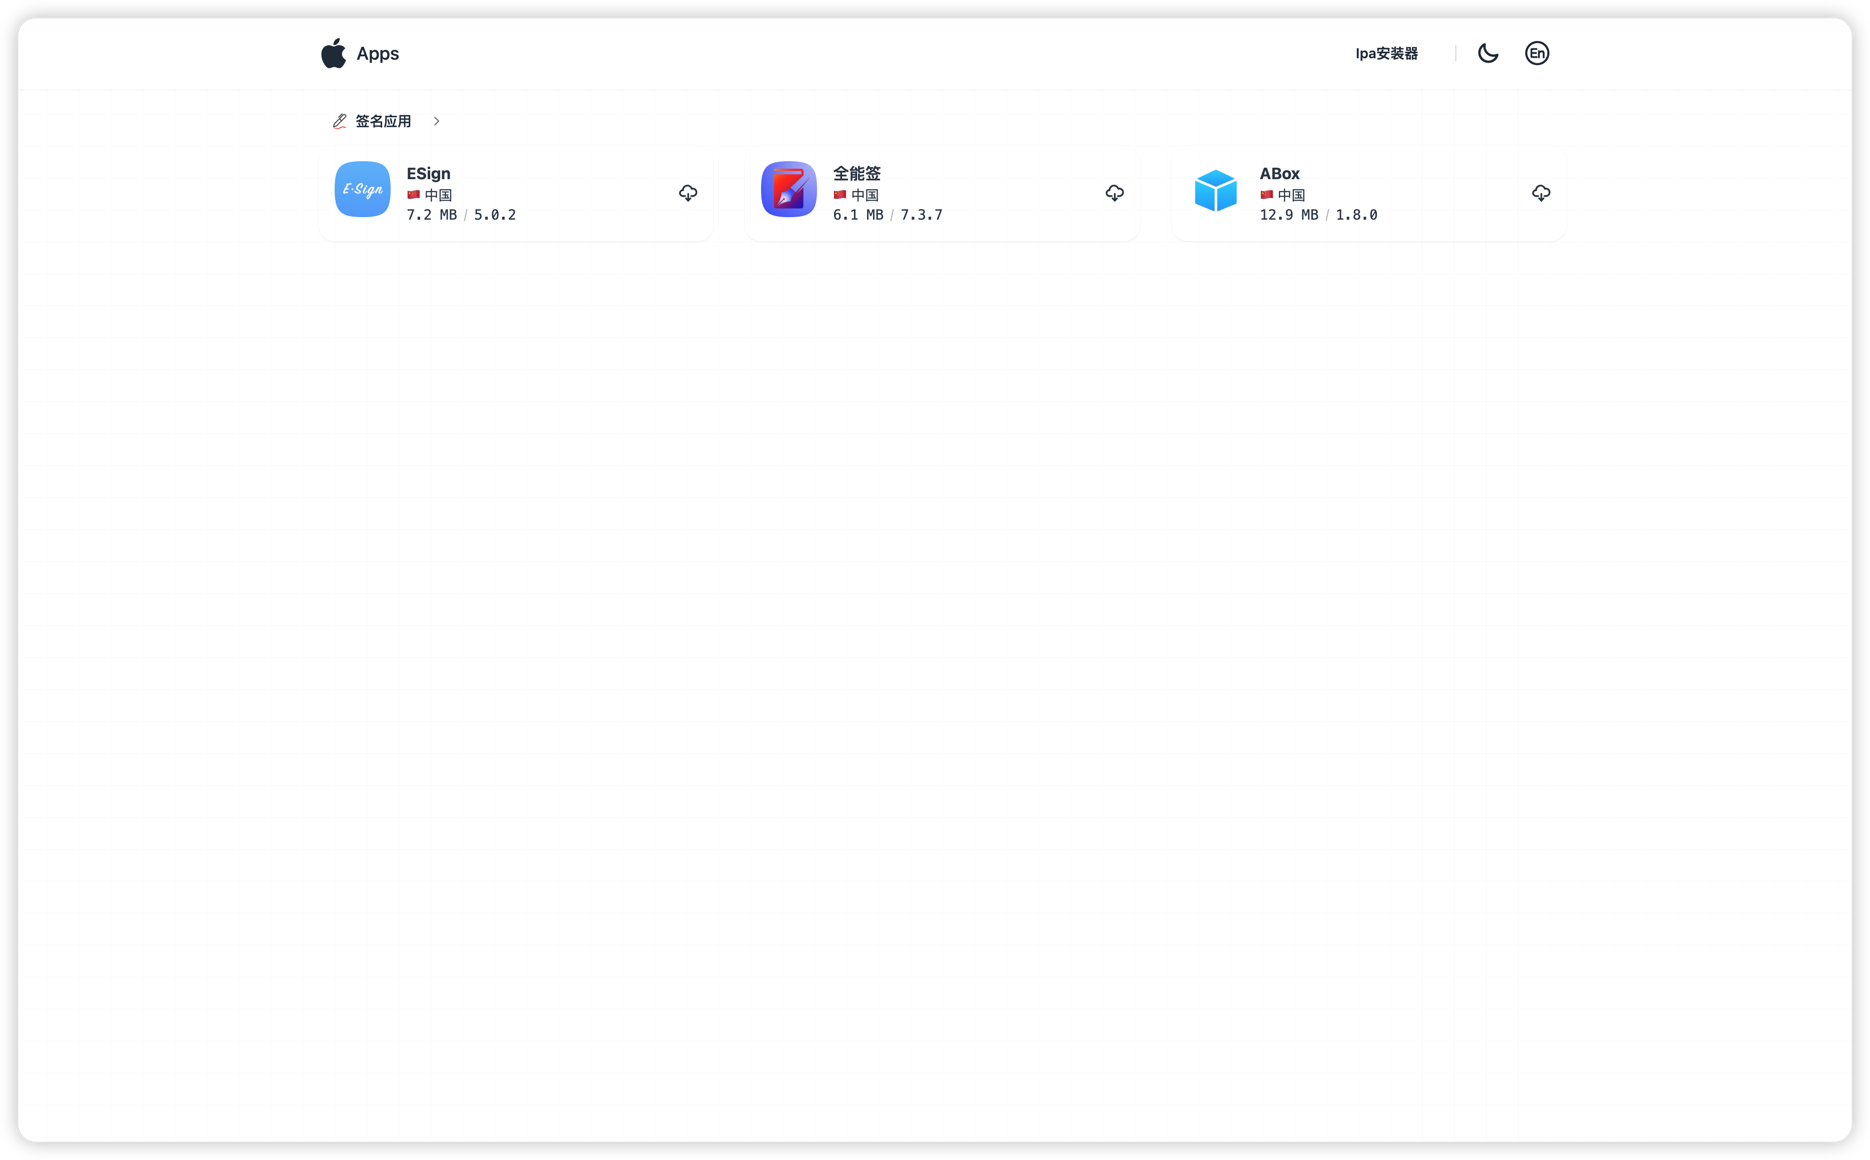 Apps
Ipa安装器
En
签名应用
E·Sign
ESign
🇨🇳 中国
7.2 MB / 5.0.2
全能签
🇨🇳 中国
6.1 MB / 7.3.7
ABox
🇨🇳 中国
12.9 MB / 1.8.0